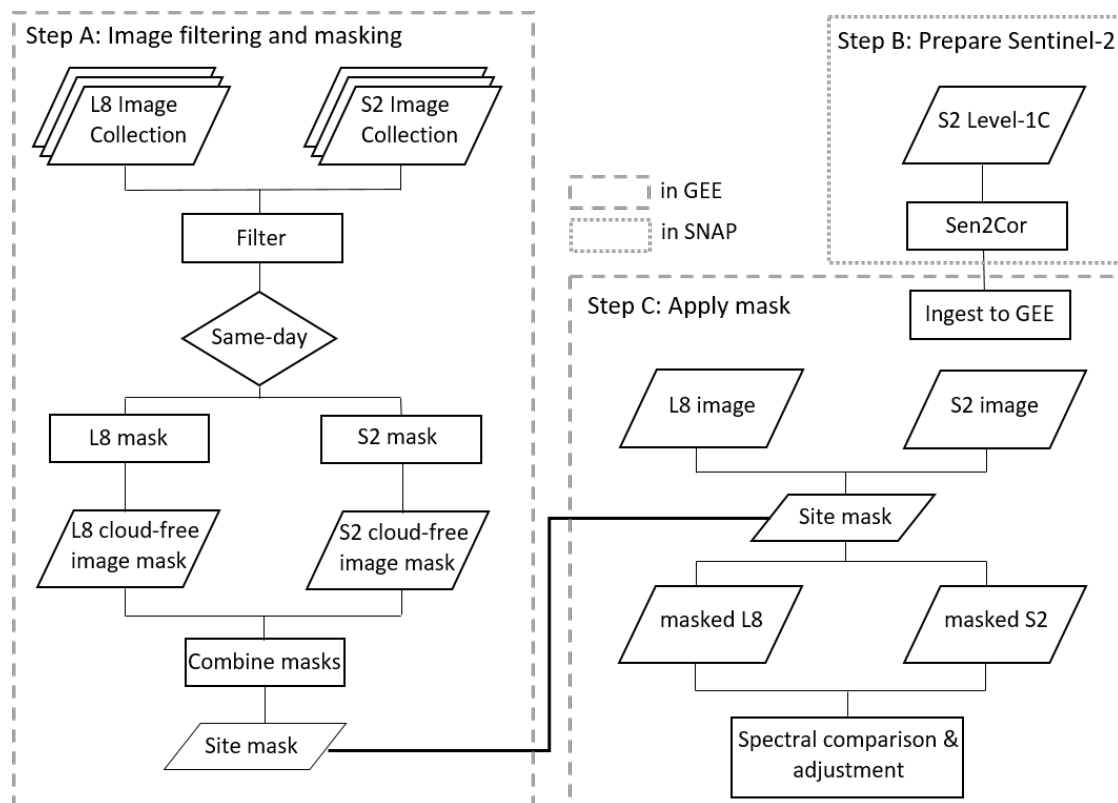 Step A: Image filtering and masking
L8 Image
Collection
S2 Image
Collection
Filter
Same-day
L8 mask
S2 mask
L8 cloud-free
image mask
S2 cloud-free
image mask
Combine masks
Site mask
in GEE
in SNAP
Step B: Prepare Sentinel-2
S2 Level-1C
Sen2Cor
Step C: Apply mask
Ingest to GEE
L8 image
S2 image
Site mask
masked L8
masked S2
Spectral comparison &
adjustment